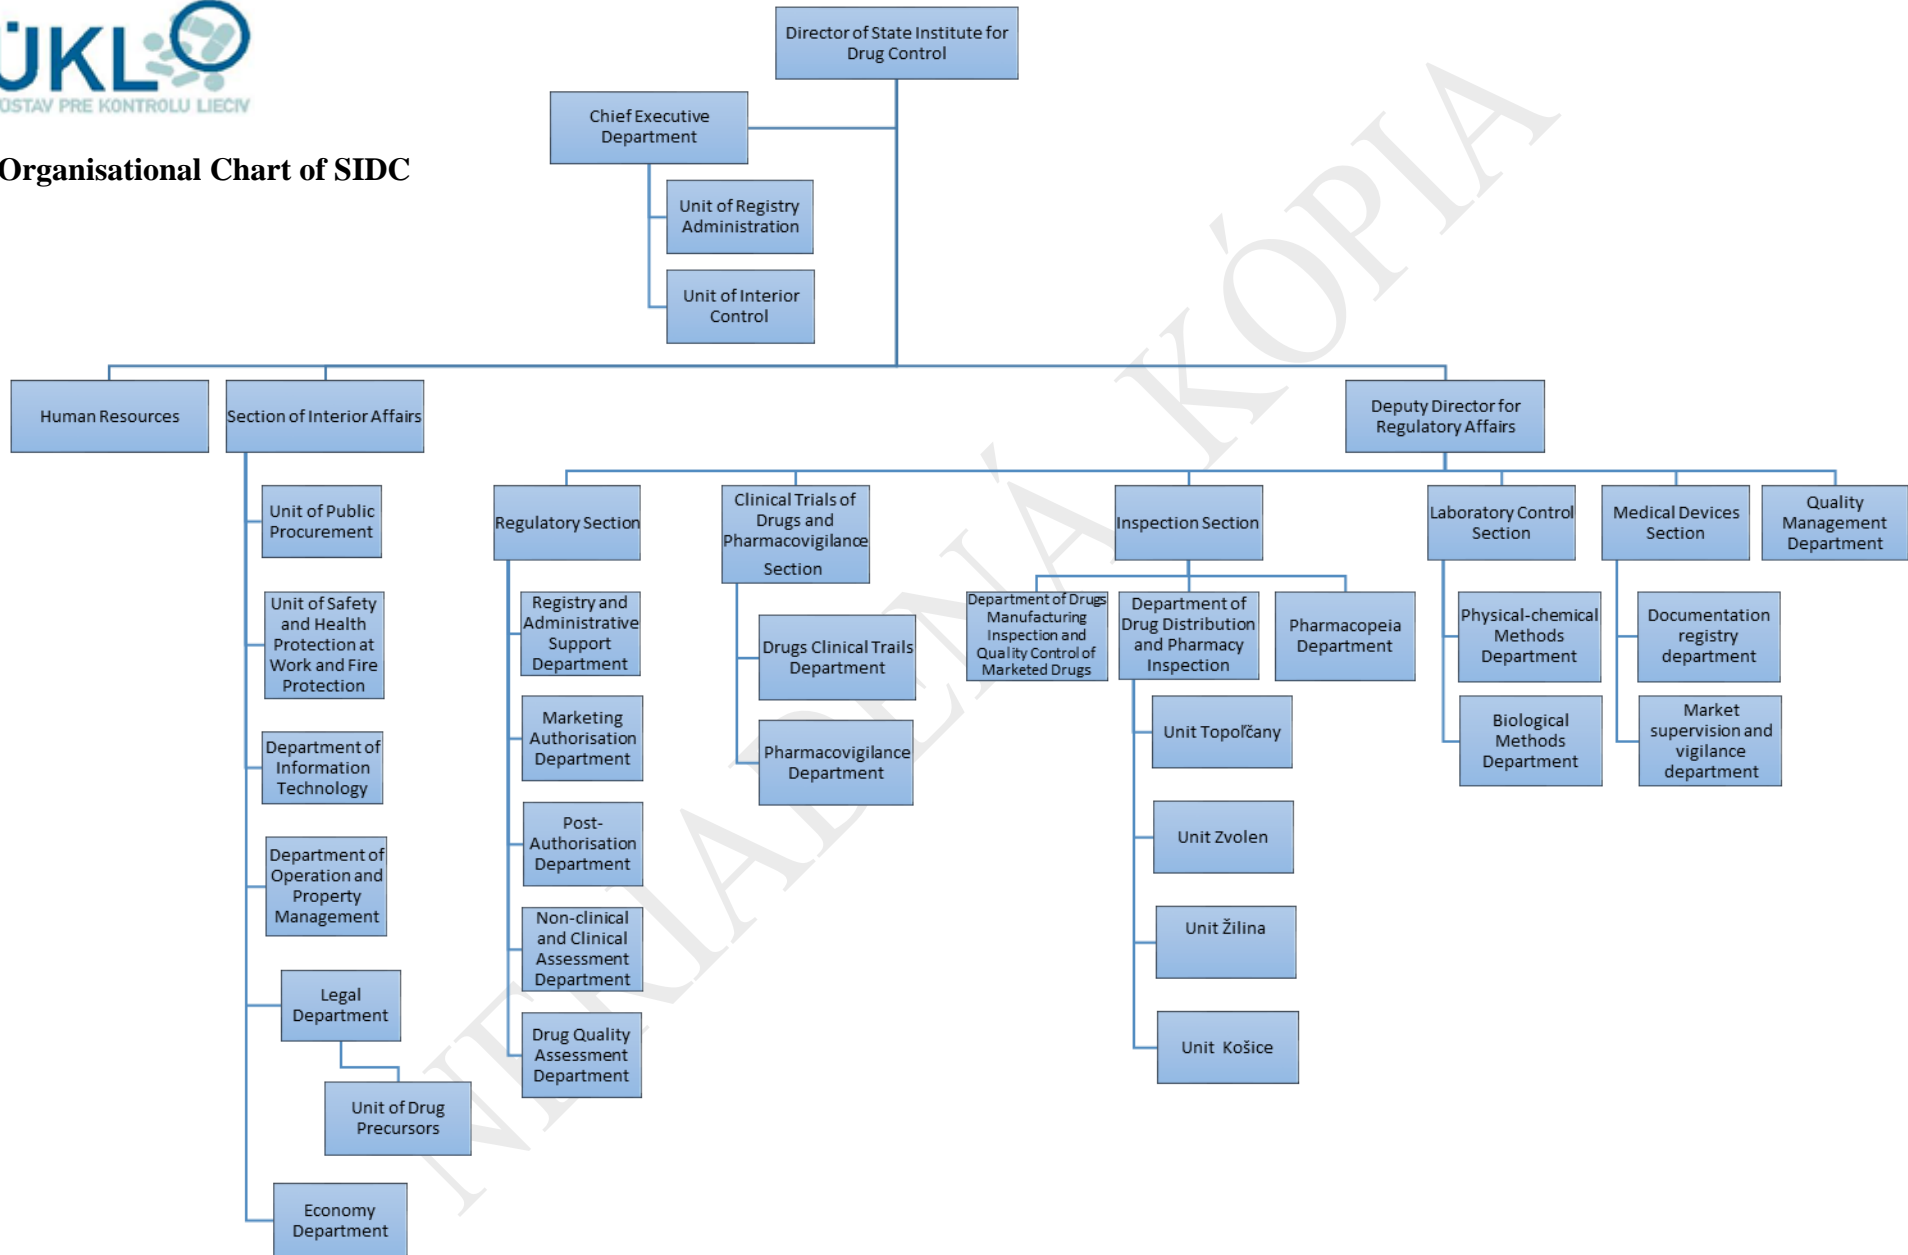 ÚKL
ÚSTAV PRE KONTROLU LIEČIV
Organisational Chart of SIDC
Director of State Institute for
Drug Control
Chief Executive
Department
Unit of Registry
Administration
Unit of Interior
Control
Human Resources
Section of Interior Affairs
Deputy Director for
Regulatory Affairs
Unit of Public
Procurement
Unit of Safety
and Health
Protection at
Work and Fire
Protection
Department of
Information
Technology
Department of
Operation and
Property
Management
Legal
Department
Unit of Drug
Precursors
Economy
Department
Regulatory Section
Registry and
Administrative
Support
Department
Marketing
Authorisation
Department
Post-
Authorisation
Department
Non-clinical
and Clinical
Assessment
Department
Drug Quality
Assessment
Department
Clinical Trials of
Drugs and
Pharmacovigilance
Section
Drugs Clinical Trails
Department
Pharmacovigilance
Department
Inspection Section
Department of Drugs
Manufacturing
Inspection and
Quality Control of
Marketed Drugs
Department of
Drug Distribution
and Pharmacy
Inspection
Unit Topoľčany
Unit Zvolen
Unit Žilina
Unit Košice
Pharmacopeia
Department
Laboratory Control
Section
Physical-chemical
Methods
Department
Biological
Methods
Department
Medical Devices
Section
Documentation
registry
department
Market
supervision and
vigilance
department
Quality
Management
Department
NERIADENÁ KÓPIA